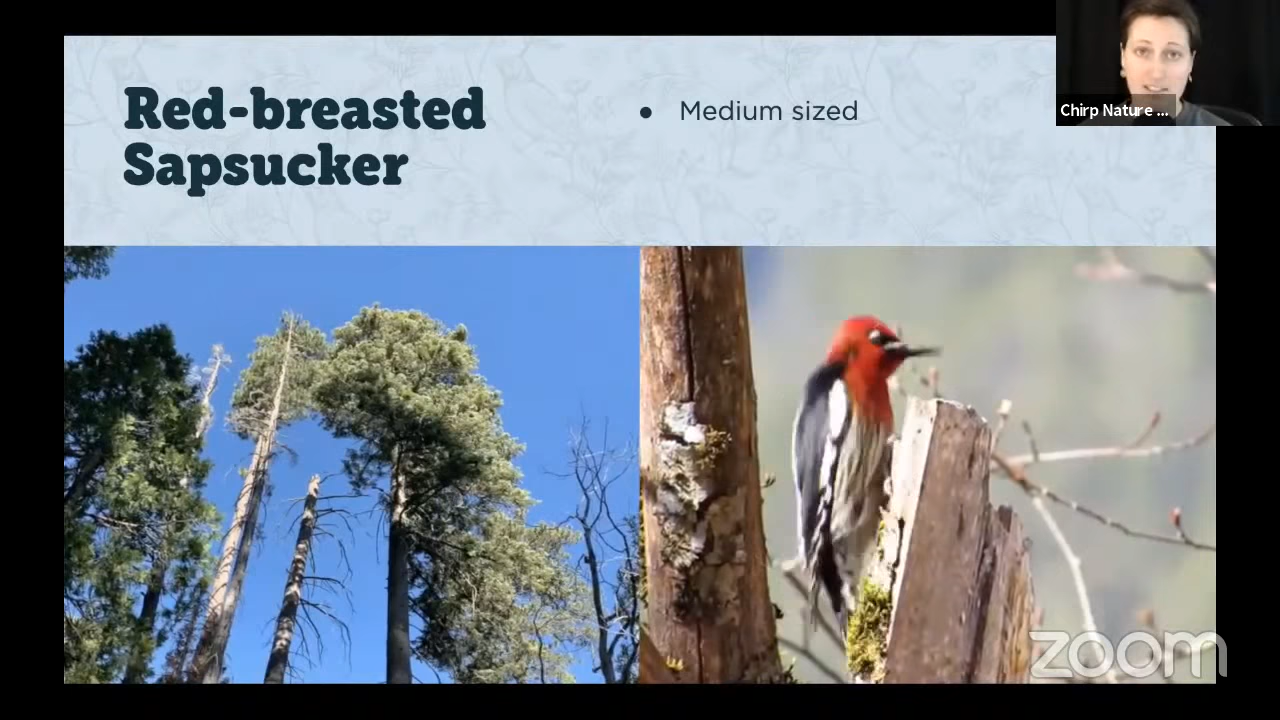 Red-breasted
Sapsucker
• Medium sized
Chirp Nature ...
zoom